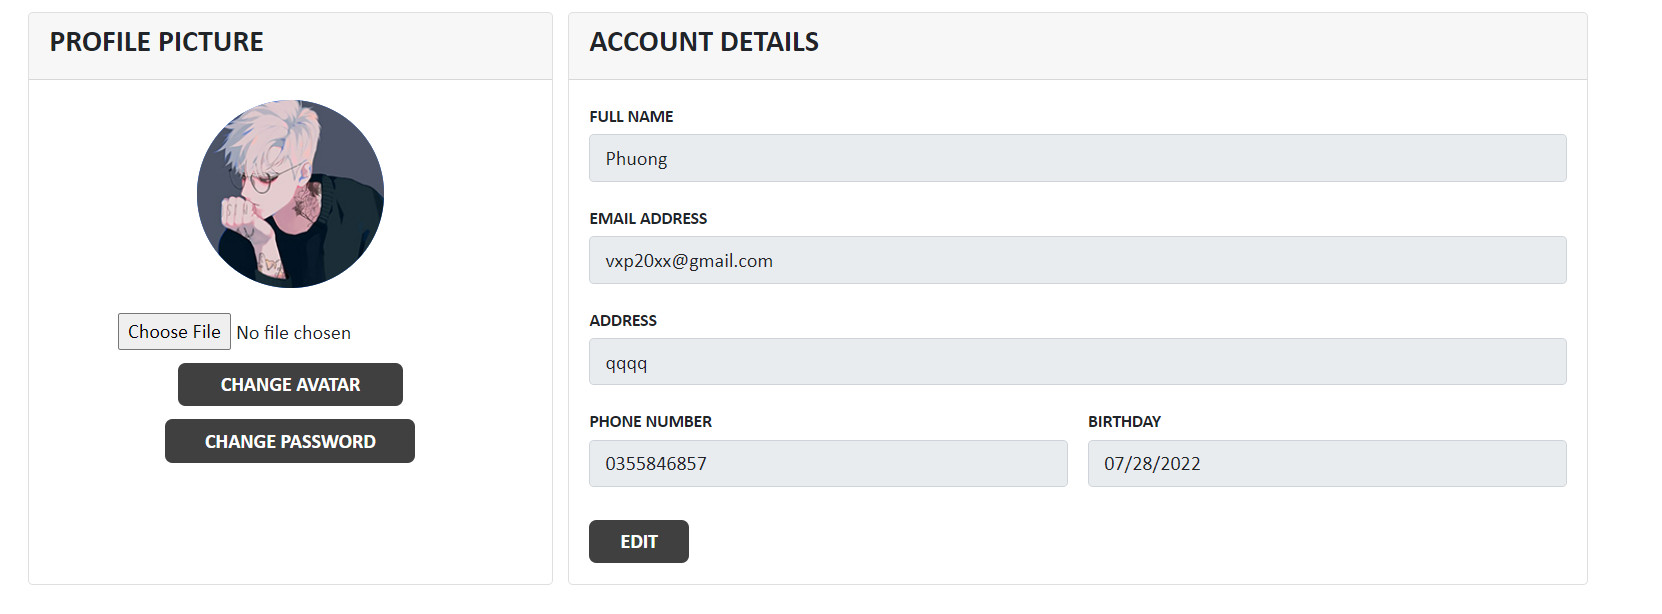 PROFILE PICTURE
Choose File No file chosen
CHANGE AVATAR
CHANGE PASSWORD
ACCOUNT DETAILS
FULL NAME
Phuong
EMAIL ADDRESS
vxp20xx@gmail.com
ADDRESS
qqqq
PHONE NUMBER
0355846857
BIRTHDAY
07/28/2022
EDIT